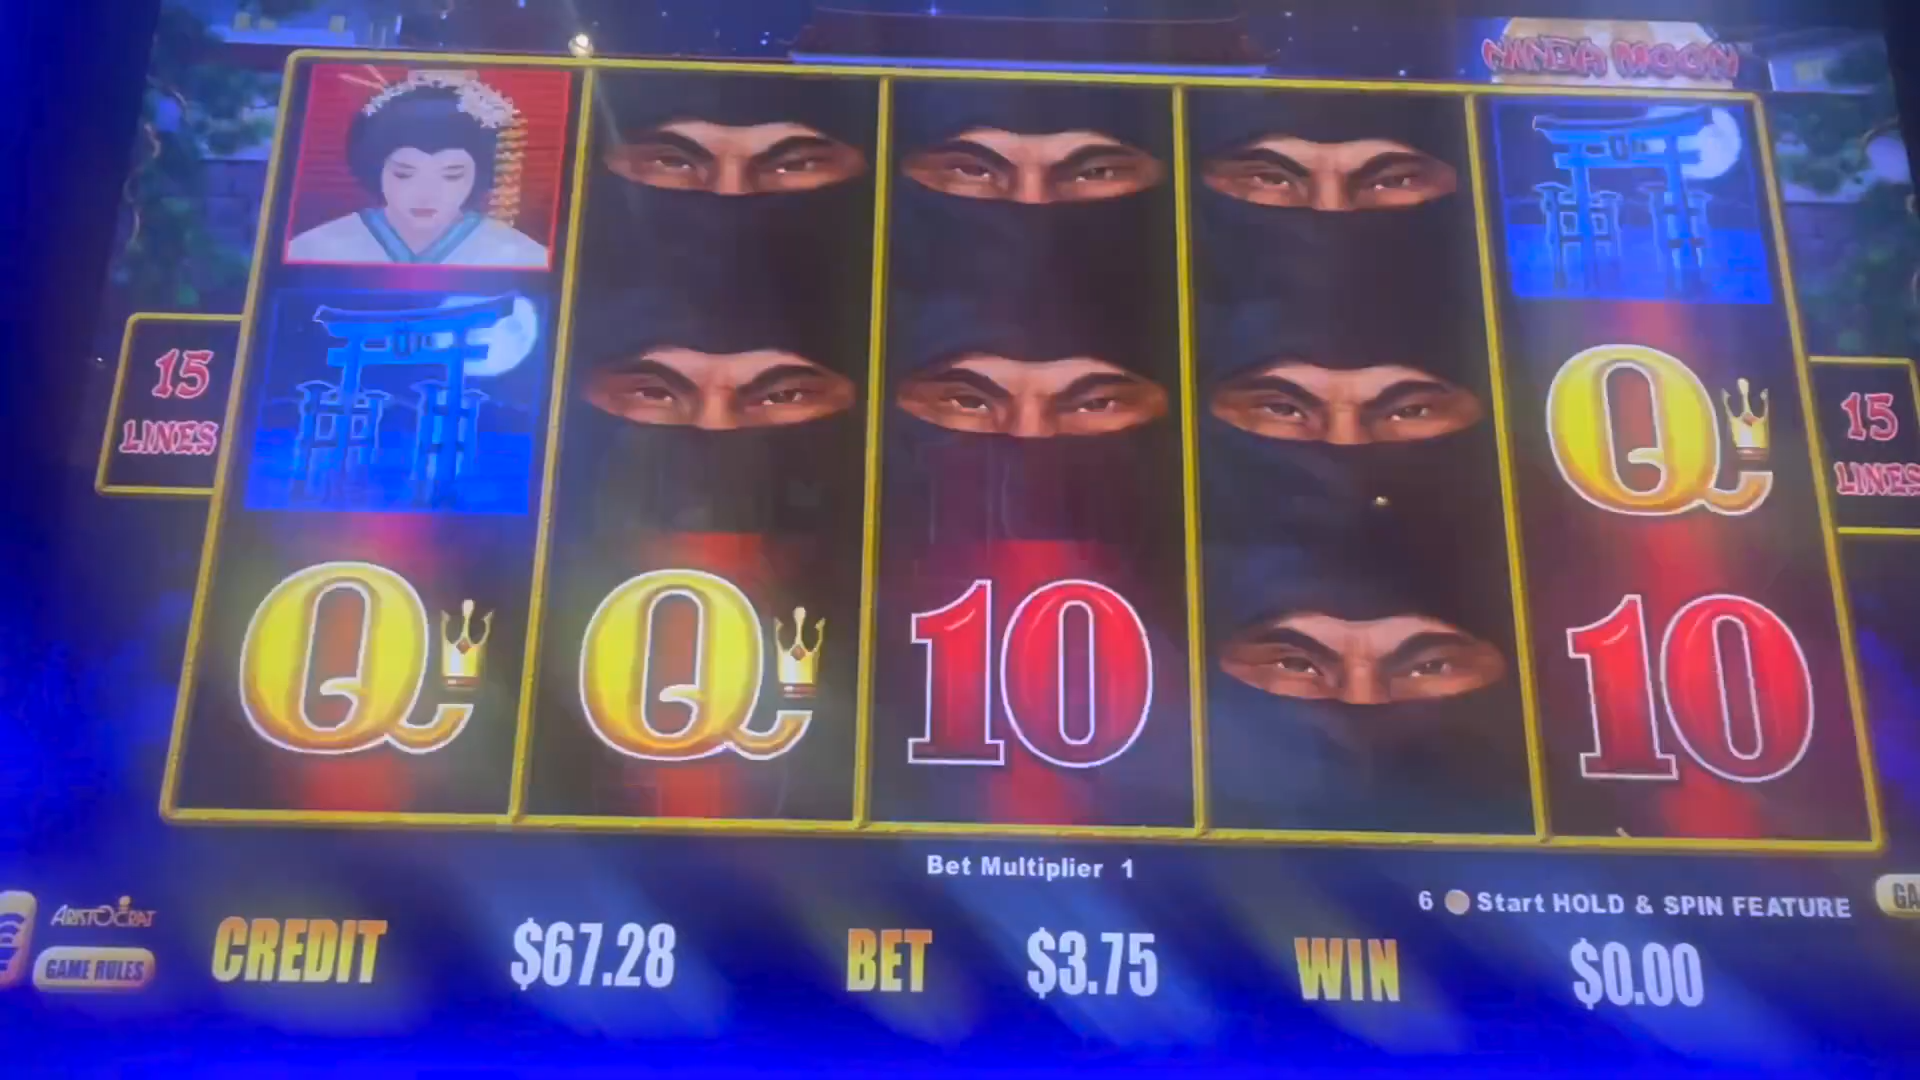 NINJA MOON
15
LINES
15
LINES
Q
Q
Q
10
10
Bet Multiplier 1
6 Start HOLD & SPIN FEATURE
GA
ARISTOCRAT
GAME RULES
CREDIT $67.28 BET $3.75 WIN $0.00